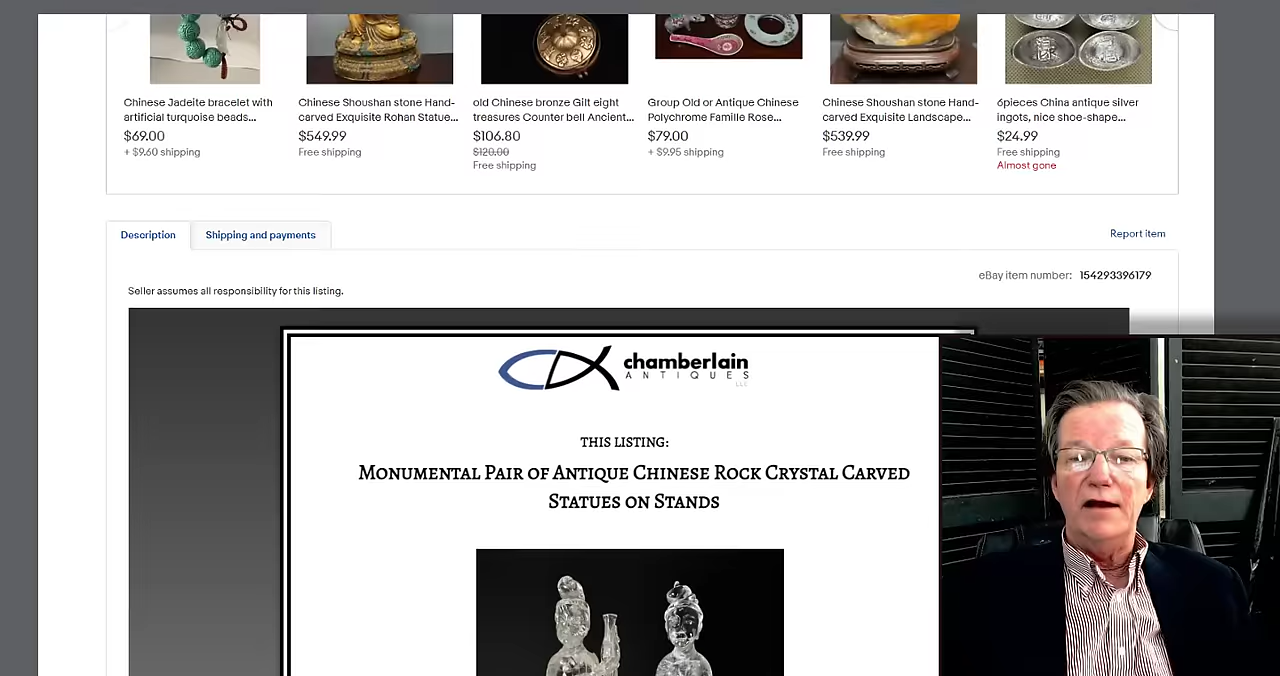 Chinese Jadeite bracelet with
artificial turquoise beads...
$69.00
+ $9.60 shipping
Chinese Shoushan stone Hand-
carved Exquisite Rohan Statue...
$549.99
Free shipping
old Chinese bronze Gilt eight
treasures Counter bell Ancient...
$106.80
$120.00
Free shipping
Group Old or Antique Chinese
Polychrome Famille Rose...
$79.00
+ $9.95 shipping
Chinese Shoushan stone Hand-
carved Exquisite Landscape...
$539.99
Free shipping
6pieces China antique silver
ingots, nice shoe-shape...
$24.99
Free shipping
Almost gone
Description
Shipping and payments
Report item
eBay item number: 154293396179
Seller assumes all responsibility for this listing.
chamberlain
ANTIQUES
LLC
THIS LISTING:
Monumental Pair of Antique Chinese Rock Crystal Carved
Statues on Stands